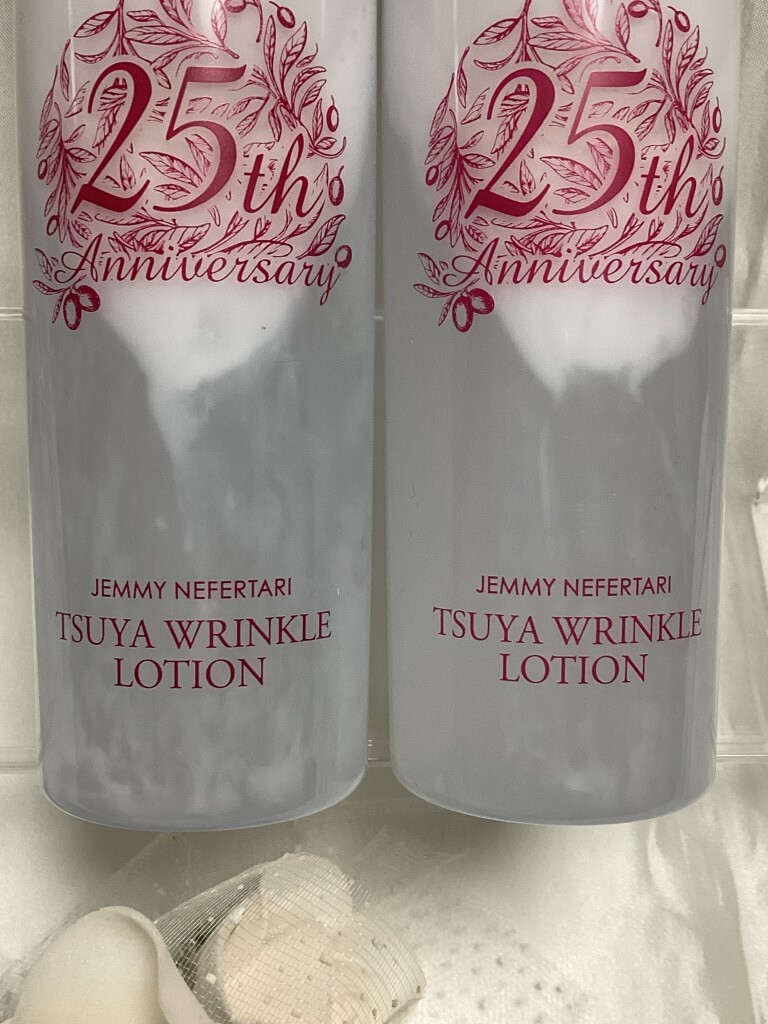 25th
Anniversary
JEMMY NEFERTARI
TSUYA WRINKLE
LOTION
25th
Anniversary
JEMMY NEFERTARI
TSUYA WRINKLE
LOTION